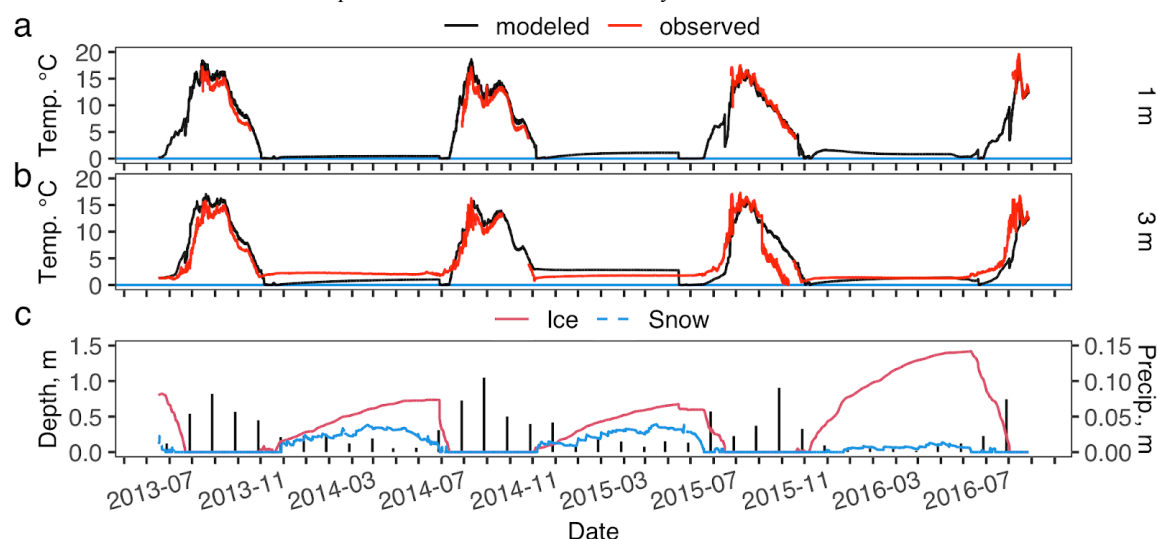 a
modeled observed
20
15
10
5
0
Temp. °C
1 m
b
20
15
10
5
0
Temp. °C
3 m
c
Ice Snow
1.5
1.0
0.5
0.0
Depth, m
0.15
0.10
0.05
0.00
Precip., m
2013-07 2013-11 2014-03 2014-07 2014-11 2015-03 2015-07 2015-11 2016-03 2016-07
Date